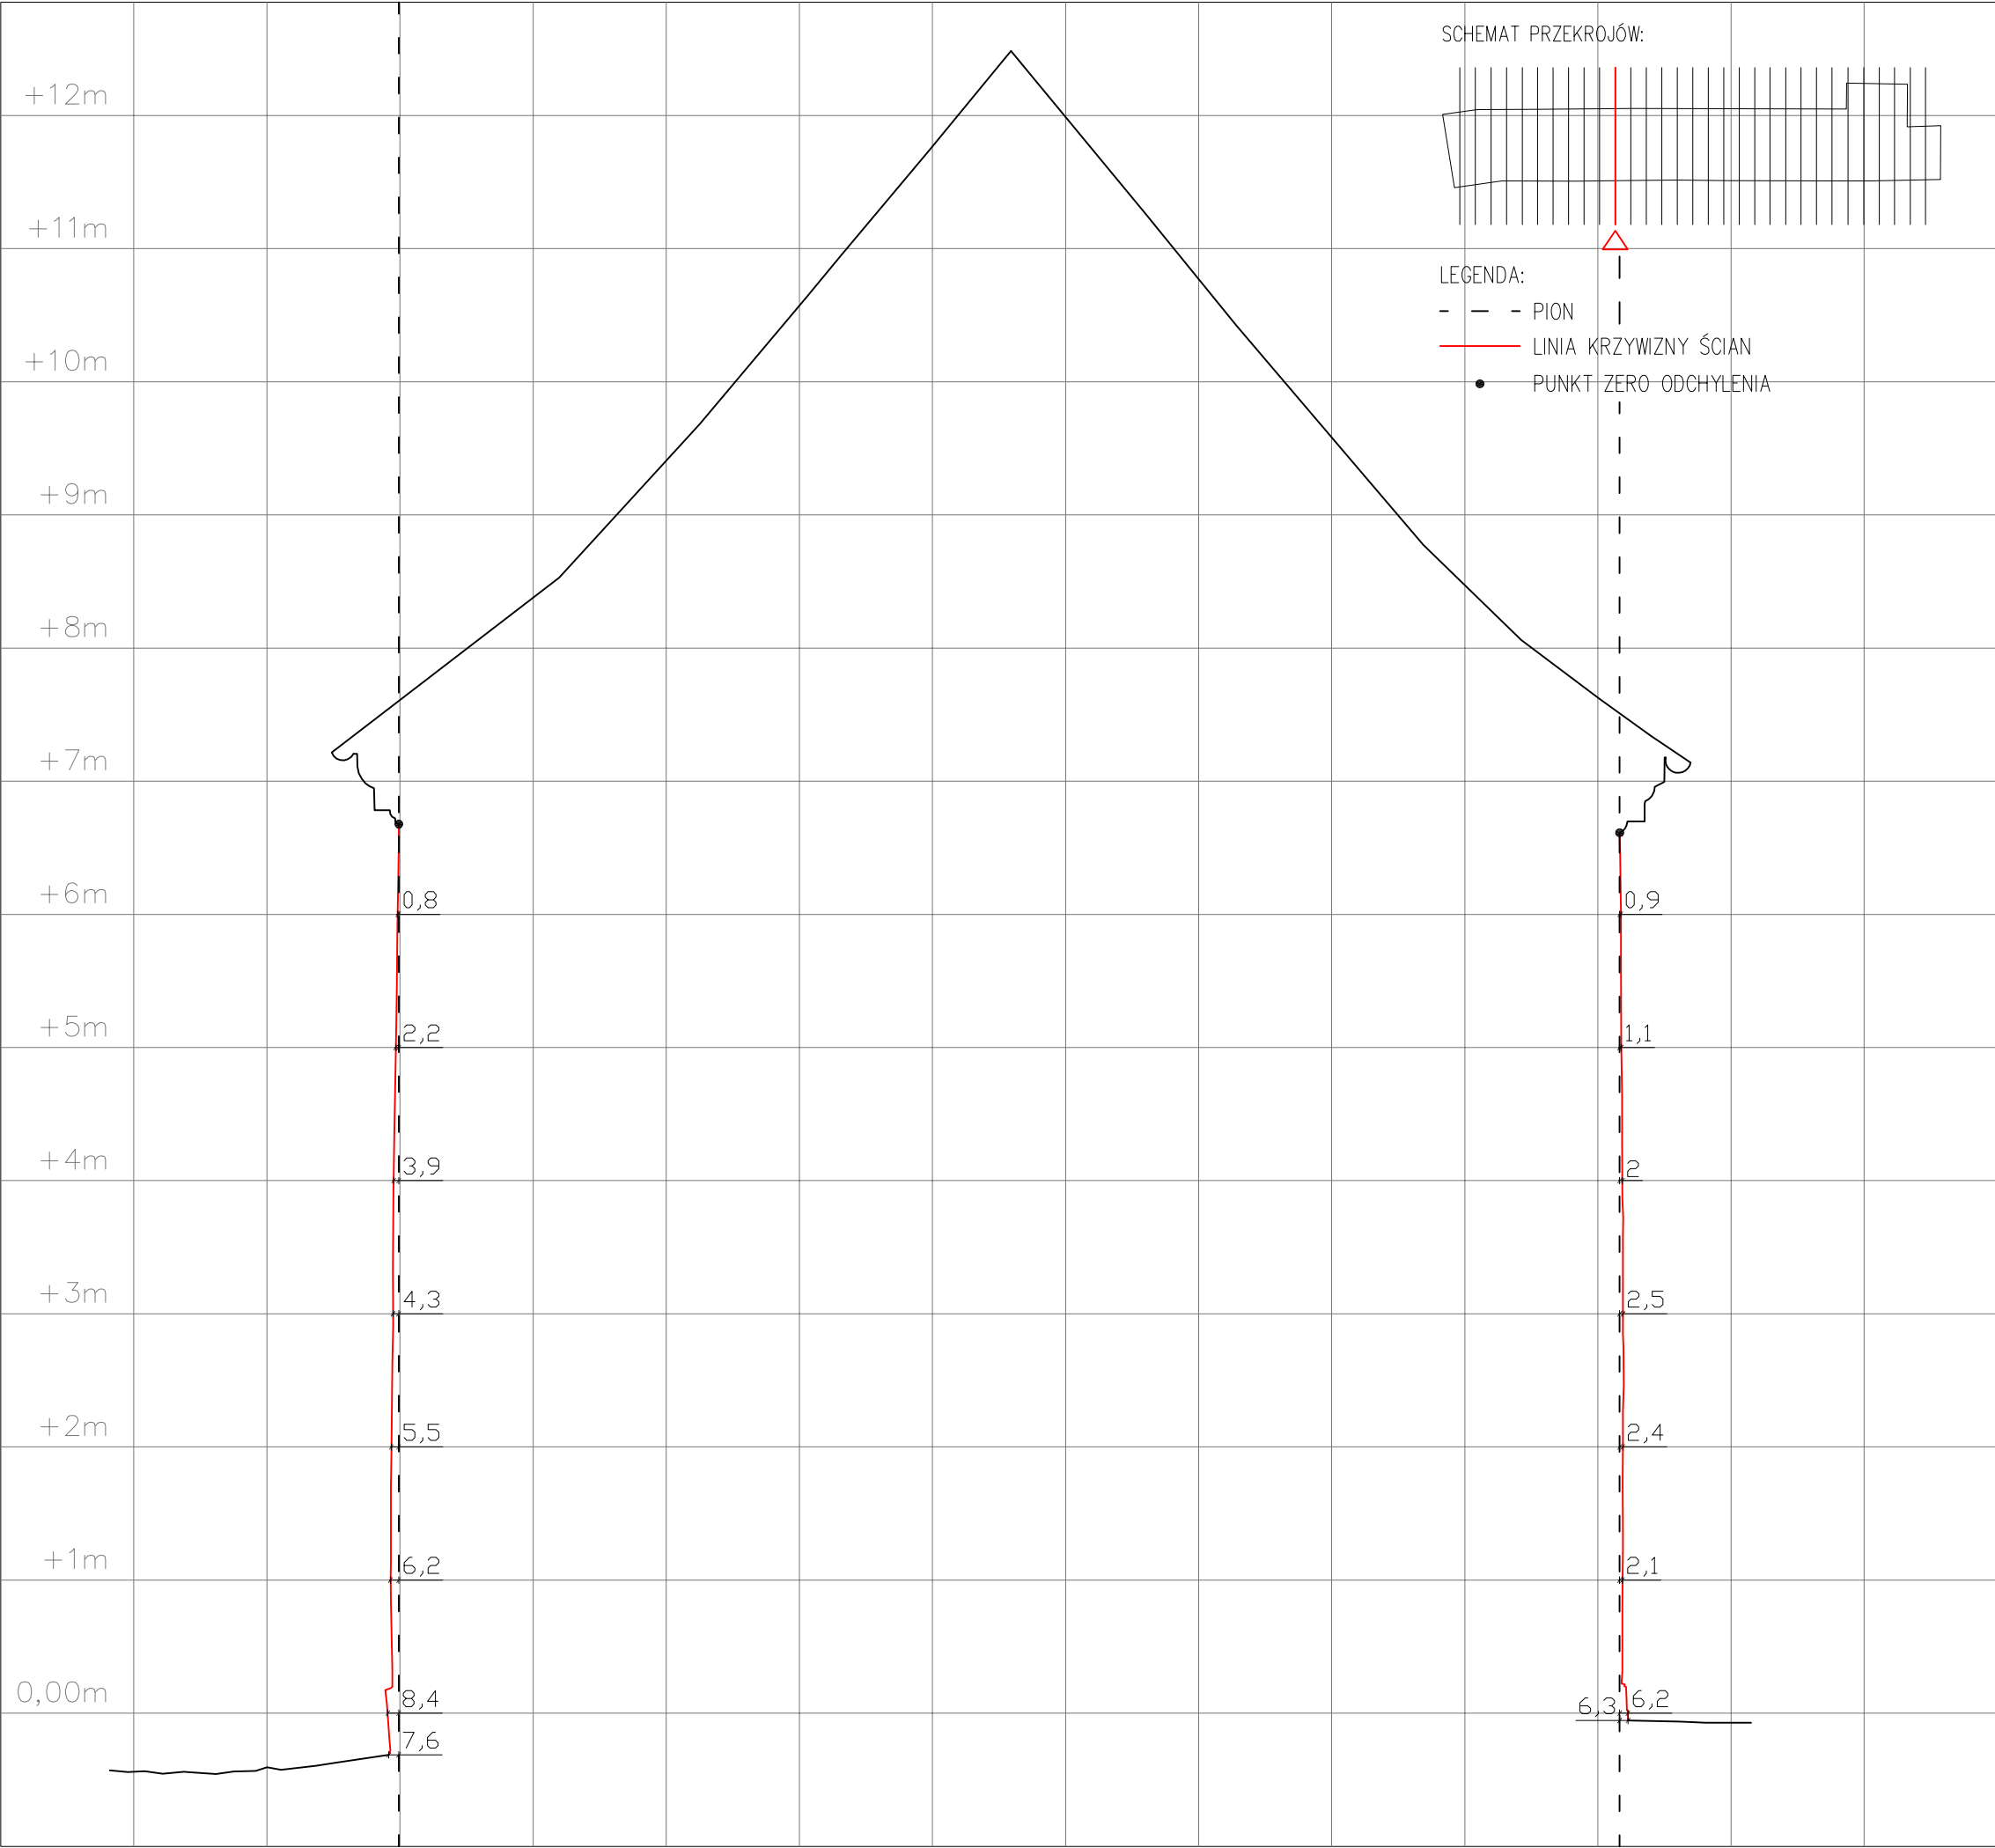 SCHEMAT PRZEKROJÓW:
+12m
+11m
LEGENDA:
PION
LINIA KRZYWIZNY ŚCIAN
+10m
PUNKT ZERO ODCHYLENIA
+9m
+8m
+7m
+6m 0,8 0,9
+5m 2,2 1,1
+4m 3,9 2
+3m 4,3 2,5
+2m 5,5 2,4
+1m 6,2 2,1
0,00m 8,4 6,3 6,2
7,6